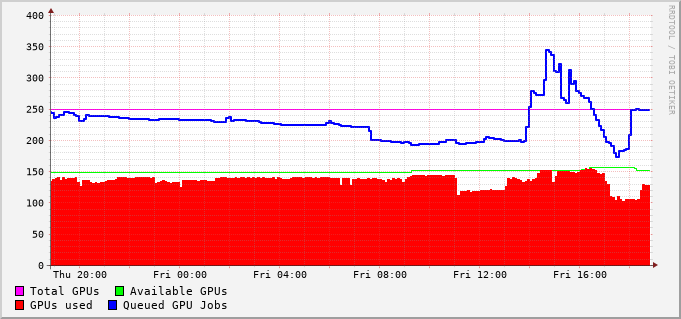 400
350
300
250
200
150
100
50
0
Thu 20:00 Fri 00:00 Fri 04:00 Fri 08:00 Fri 12:00 Fri 16:00
Total GPUs Available GPUs
GPUs used Queued GPU Jobs
RRDTOOL / TOBI OETIKER